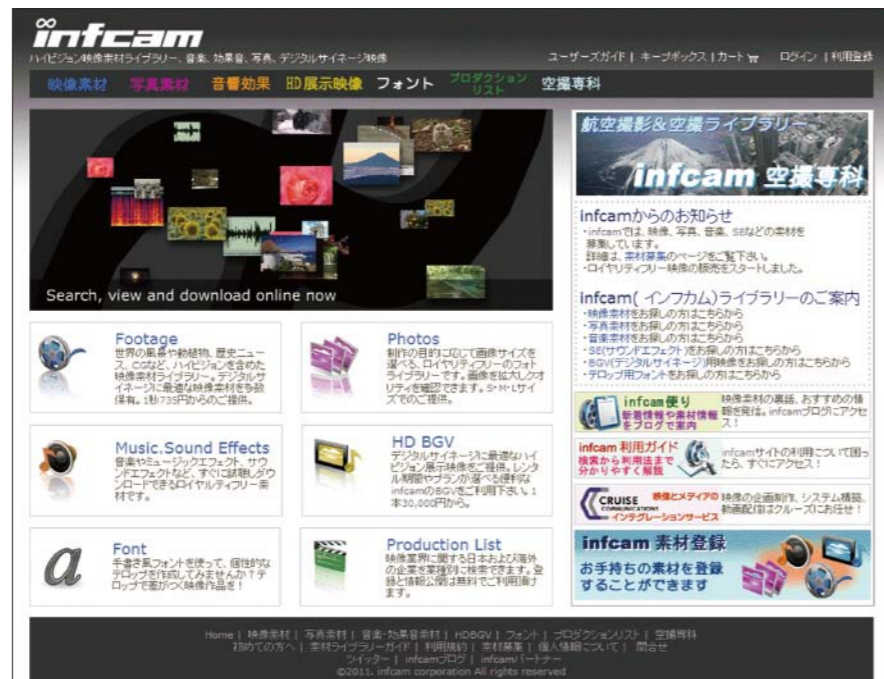 infcam
ハイビジョン映像素材ライブラリー、音楽、効果音、写真、デジタルサイネージ映像
ユーザーズガイド | キープボックス | カート ログイン | 利用登録
映像素材 写真素材 音響効果 HD展示映像 フォント プロダクションリスト 空撮専科
Search, view and download online now
航空撮影&空撮ライブラリー
infcam 空撮専科
infcamからのお知らせ
・infcamでは、映像、写真、音楽、SEなどの素材を
募集しています。
詳細は、素材募集のページをご覧下さい。
・ロイヤリティフリー映像の販売をスタートしました。
infcam( インフカム)ライブラリーのご案内
・映像素材をお探しの方はこちらから
・写真素材をお探しの方はこちらから
・音楽素材をお探しの方はこちらから
・SE(サウンドエフェクト)をお探しの方はこちらから
・BGV(デジタルサイネージ)用映像をお探しの方はこちらから
・テロップ用フォントをお探しの方はこちらから
Footage
世界の風景や動植物、歴史ニュー
ス、CGなど、ハイビジョンを含めた
映像素材ライブラリー。デジタルサ
イネージに最適な映像素材を多数
保有。1秒735円からのご提供。
Photos
制作の目的に応じて画像サイズを
選べる、ロイヤリティフリーのフォト
ライブラリーです。画像を拡大しクオ
リティを確認できます。S・M・Lサイ
ズでのご提供。
Music.Sound Effects
音楽やミュージックエフェクト、サウ
ンドエフェクトなど、すぐに試聴しダウ
ンロードできるロイヤルティフリー素
材です。
HD BGV
デジタルサイネージに最適なハイ
ビジョン展示映像をご提供。レンタ
ル期間やプランが選べる便利な
infcamのBGVをご利用下さい。1
本30,000円から。
Font
手書き風フォントを使って、個性的な
テロップを作成してみませんか？テ
ロップで差がつく映像作品を！
Production List
映像業界に関する日本および海外
の企業を業種別に検索できます。登
録と情報公開は無料でご利用頂け
ます。
infcam便り
新着情報や素材情報
をブログで案内
映像素材の裏話、おすすめの情
報を発信。infcamブログにアクセ
ス！
infcam 利用ガイド
検索から利用法まで
分かりやすく解説
infcamサイトの利用について困っ
たら、すぐにアクセス！
CRUISE
COMMUNICATIONS
映像とメディアの
インテグレーションサービス
映像の企画制作、システム構築、
動画配信はクルーズにお任せ！
infcam 素材登録
お手持ちの素材を登録
することができます
Home | 映像素材 | 写真素材 | 音楽・効果音素材 | HDBGV | フォント | プロダクションリスト | 空撮専科
初めての方へ | 素材ライブラリーガイド | 利用規約 | 素材募集 | 個人情報について | 問合せ
ツイッター | infcamブログ | infcamパートナー
©2011. infcam corporation All rights reserved